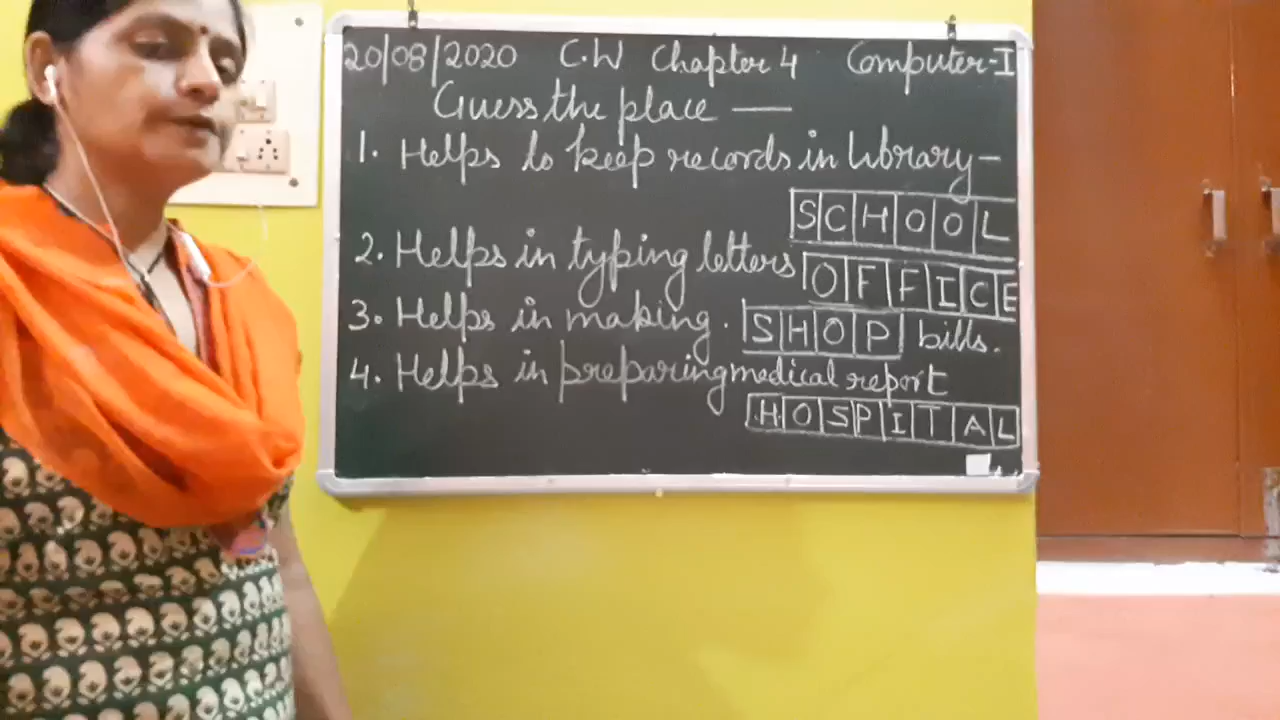 20/08/2020 C.W Chapter 4 Computer-I
Guess the place —
1. Helps to keep records in library-
SCHOOL
2. Helps in typing letters
OFFICE
3. Helps in making. SHOP bills.
4. Helps in preparing medical report
HOSPITAL